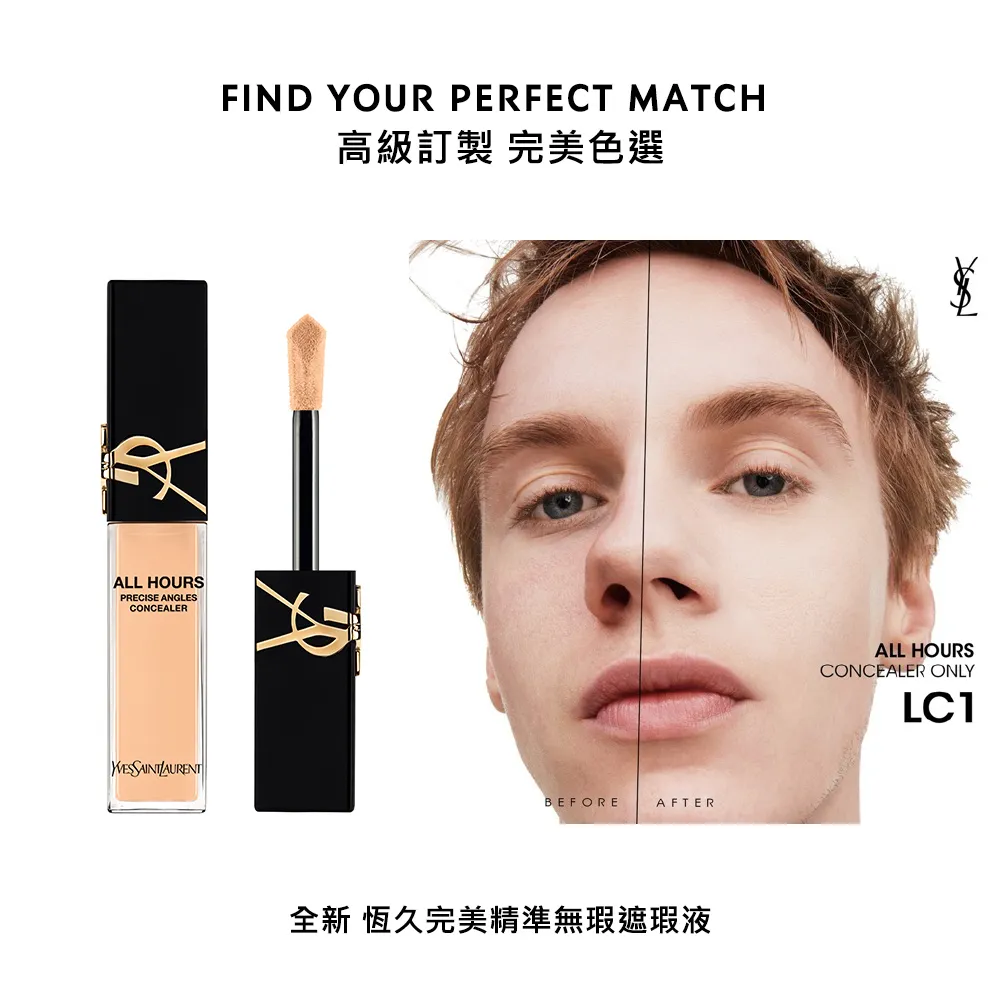 FIND YOUR PERFECT MATCH
高級訂製 完美色選
YSL
ALL HOURS
PRECISE ANGLES
CONCEALER
YVESSAINTLAURENT
ALL HOURS
CONCEALER ONLY
LC1
BEFORE AFTER
全新 恆久完美精準無瑕遮瑕液